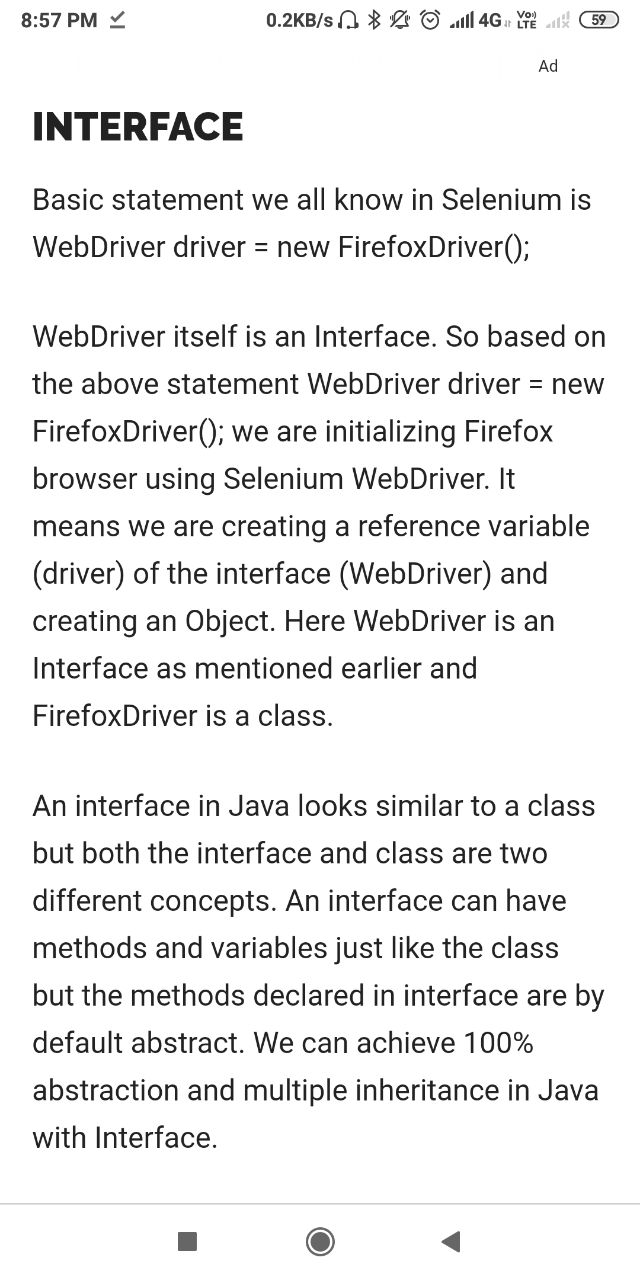 8:57 PM 0.2KB/s 4G Vo) LTE 59
Ad
INTERFACE
Basic statement we all know in Selenium is
WebDriver driver = new FirefoxDriver();
WebDriver itself is an Interface. So based on
the above statement WebDriver driver = new
FirefoxDriver(); we are initializing Firefox
browser using Selenium WebDriver. It
means we are creating a reference variable
(driver) of the interface (WebDriver) and
creating an Object. Here WebDriver is an
Interface as mentioned earlier and
FirefoxDriver is a class.
An interface in Java looks similar to a class
but both the interface and class are two
different concepts. An interface can have
methods and variables just like the class
but the methods declared in interface are by
default abstract. We can achieve 100%
abstraction and multiple inheritance in Java
with Interface.